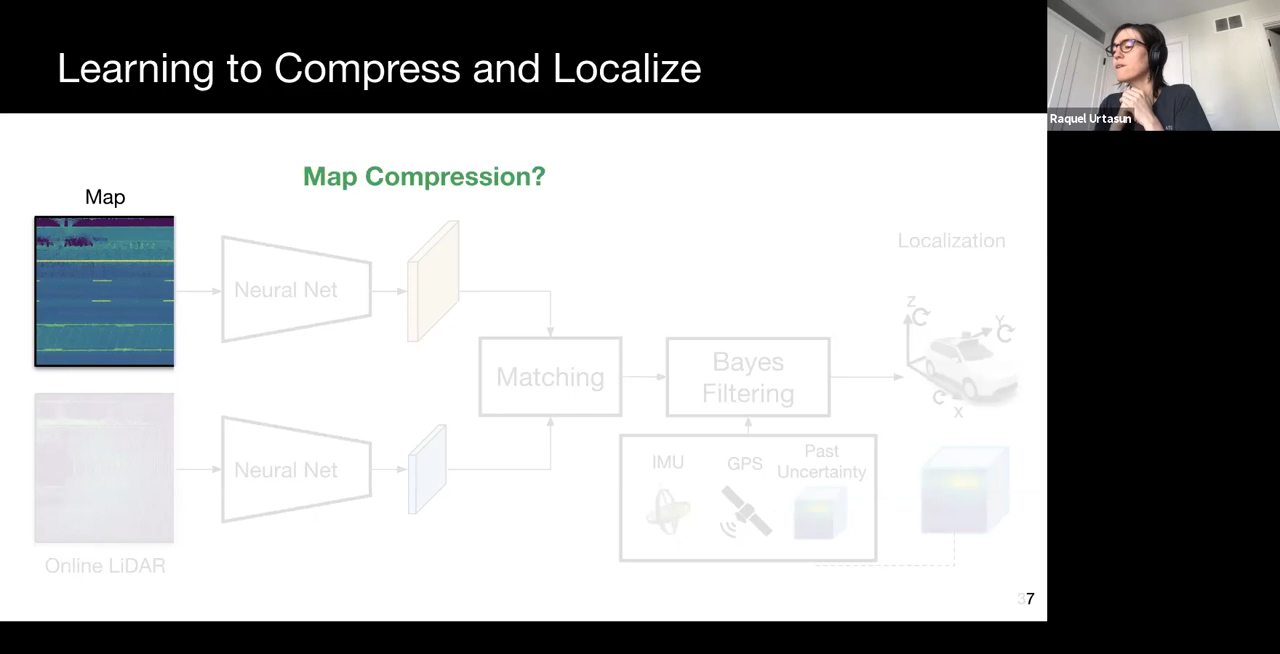 Learning to Compress and Localize
Raquel Urtasun
Map Compression?
Map
Localization
Neural Net
Z
Y
X
Matching
Bayes
Filtering
Neural Net
IMU
GPS
Past
Uncertainty
Online LiDAR
37